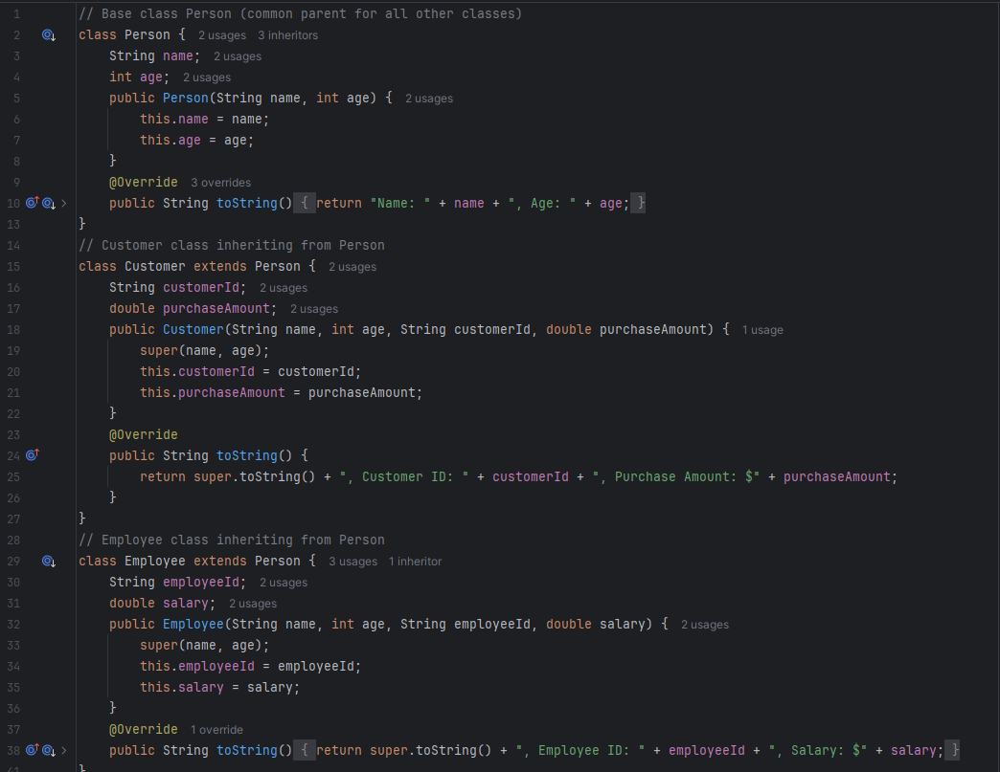 1 // Base class Person (common parent for all other classes)
2 class Person { 2 usages 3 inheritors
3 String name; 2 usages
4 int age; 2 usages
5 public Person(String name, int age) { 2 usages
6 this.name = name;
7 this.age = age;
8 }
9 @Override 3 overrides
10 public String toString() { return "Name: " + name + ", Age: " + age; }
13 }
14 // Customer class inheriting from Person
15 class Customer extends Person { 2 usages
16 String customerId; 2 usages
17 double purchaseAmount; 2 usages
18 public Customer(String name, int age, String customerId, double purchaseAmount) { 1 usage
19 super(name, age);
20 this.customerId = customerId;
21 this.purchaseAmount = purchaseAmount;
22 }
23 @Override
24 public String toString() {
25 return super.toString() + ", Customer ID: " + customerId + ", Purchase Amount: $" + purchaseAmount;
26 }
27 }
28 // Employee class inheriting from Person
29 class Employee extends Person { 3 usages 1 inheritor
30 String employeeId; 2 usages
31 double salary; 2 usages
32 public Employee(String name, int age, String employeeId, double salary) { 2 usages
33 super(name, age);
34 this.employeeId = employeeId;
35 this.salary = salary;
36 }
37 @Override 1 override
38 public String toString() { return super.toString() + ", Employee ID: " + employeeId + ", Salary: $" + salary; }
41 }